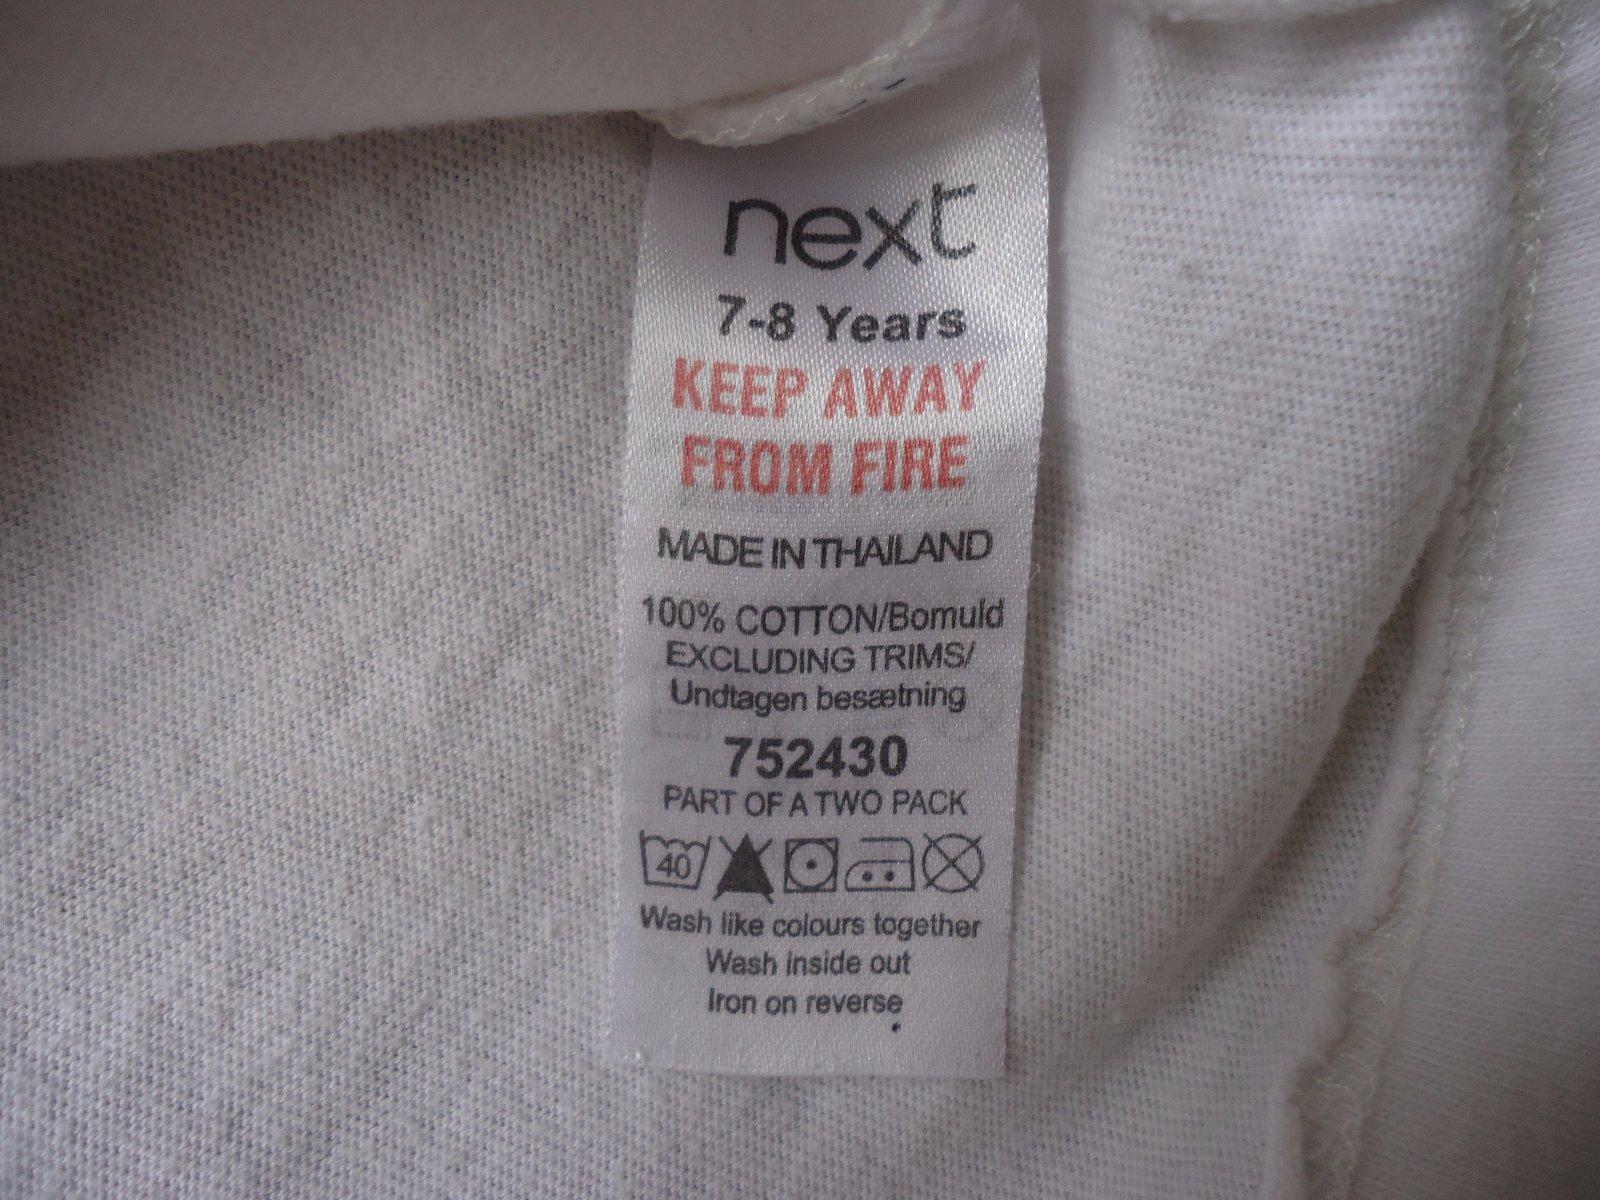 next
7-8 Years
KEEP AWAY
FROM FIRE
MADE IN THAILAND
100% COTTON/Bomuld
EXCLUDING TRIMS/
Undtagen besætning
752430
PART OF A TWO PACK
40
Wash like colours together
Wash inside out
Iron on reverse